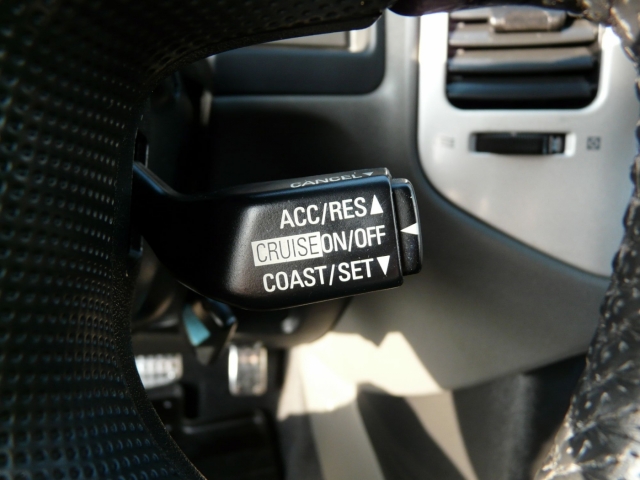 CANCEL▼
ACC/RES▲
CRUISE ON/OFF
COAST/SET▼